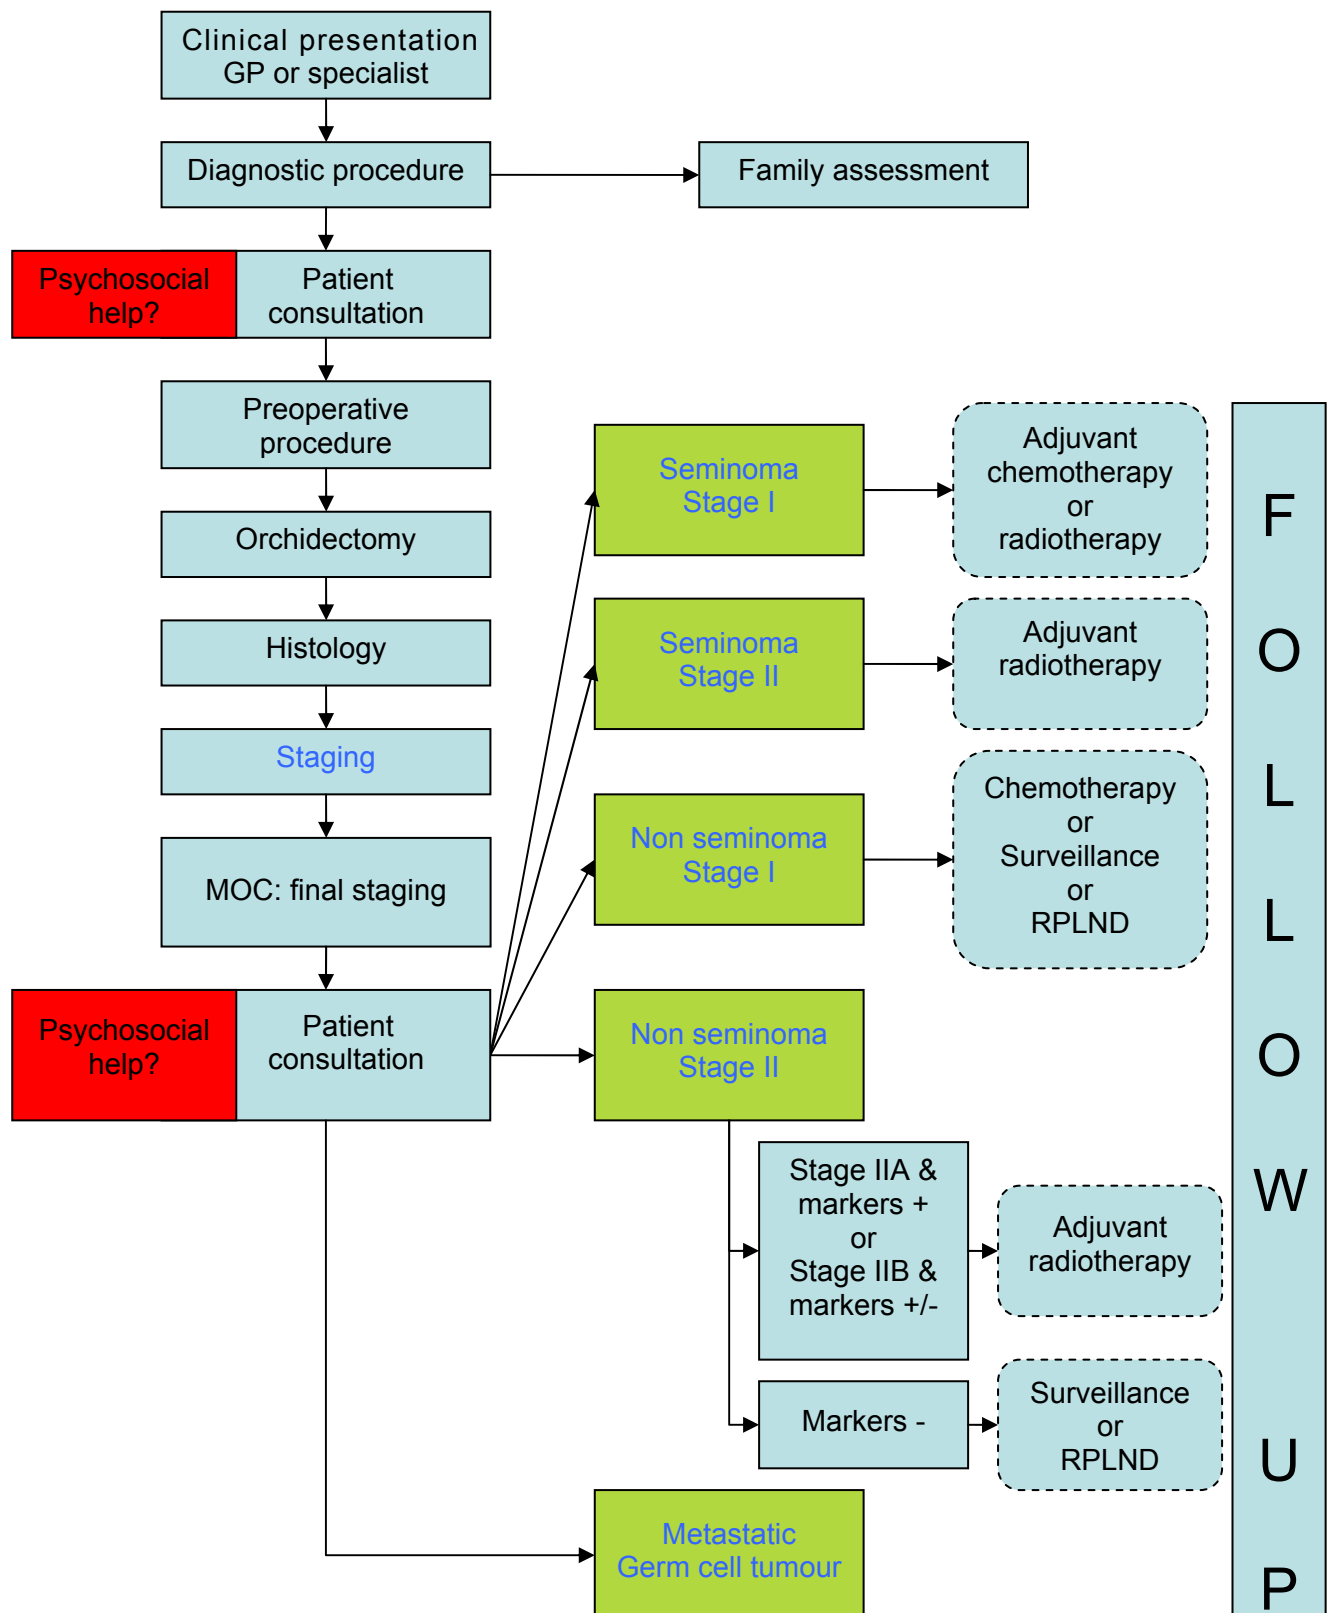 Clinical presentation
GP or specialist
Diagnostic procedure
Family assessment
Psychosocial
help?
Patient
consultation
Preoperative
procedure
Orchidectomy
Histology
Staging
MOC: final staging
Psychosocial
help?
Patient
consultation
Seminoma
Stage I
Adjuvant
chemotherapy
or
radiotherapy
Seminoma
Stage II
Adjuvant
radiotherapy
Non seminoma
Stage I
Chemotherapy
or
Surveillance
or
RPLND
Non seminoma
Stage II
Stage IIA &
markers +
or
Stage IIB &
markers +/-
Adjuvant
radiotherapy
Markers -
Surveillance
or
RPLND
Metastatic
Germ cell tumour
F
O
L
L
O
W
U
P